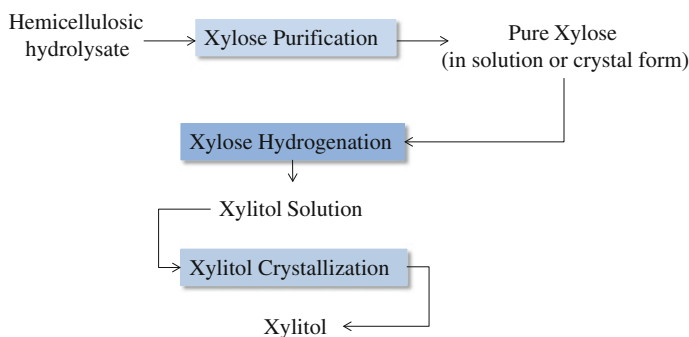 Hemicellulosic
hydrolysate
Xylose Purification
Pure Xylose
(in solution or crystal form)
Xylose Hydrogenation
Xylitol Solution
Xylitol Crystallization
Xylitol